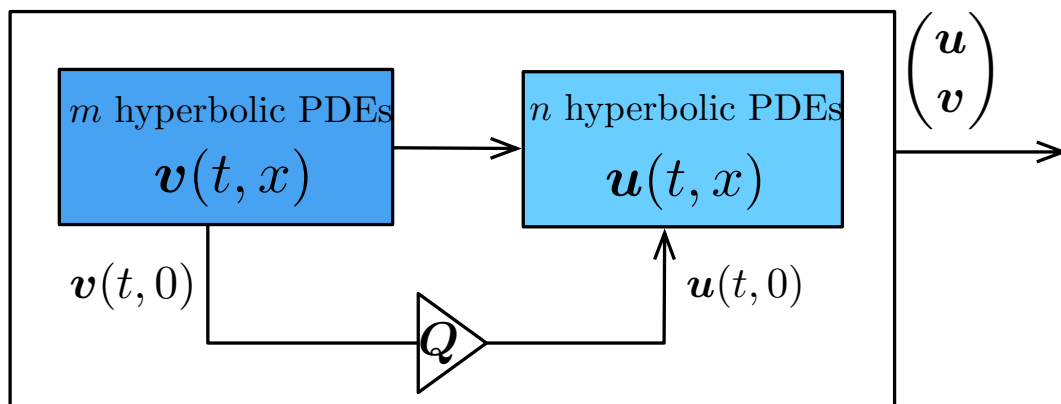 m hyperbolic PDEs
v(t, x)
n hyperbolic PDEs
u(t, x)
(u
v)
v(t, 0)
Q
u(t, 0)